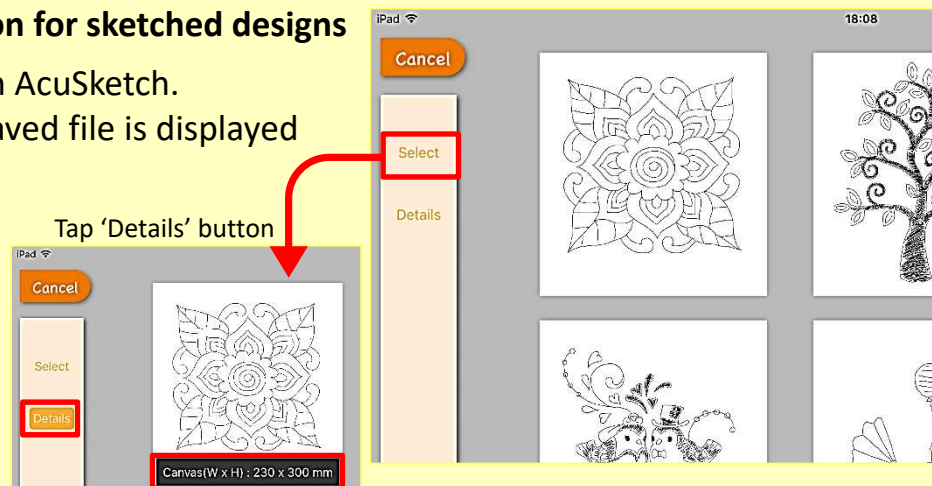 on for sketched designs
AcuSketch.
aved file is displayed
Tap ‘Details’ button
iPad
Cancel
Select
Details
Canvas(W x H) : 230 x 300 mm
iPad
18:08
Cancel
Select
Details